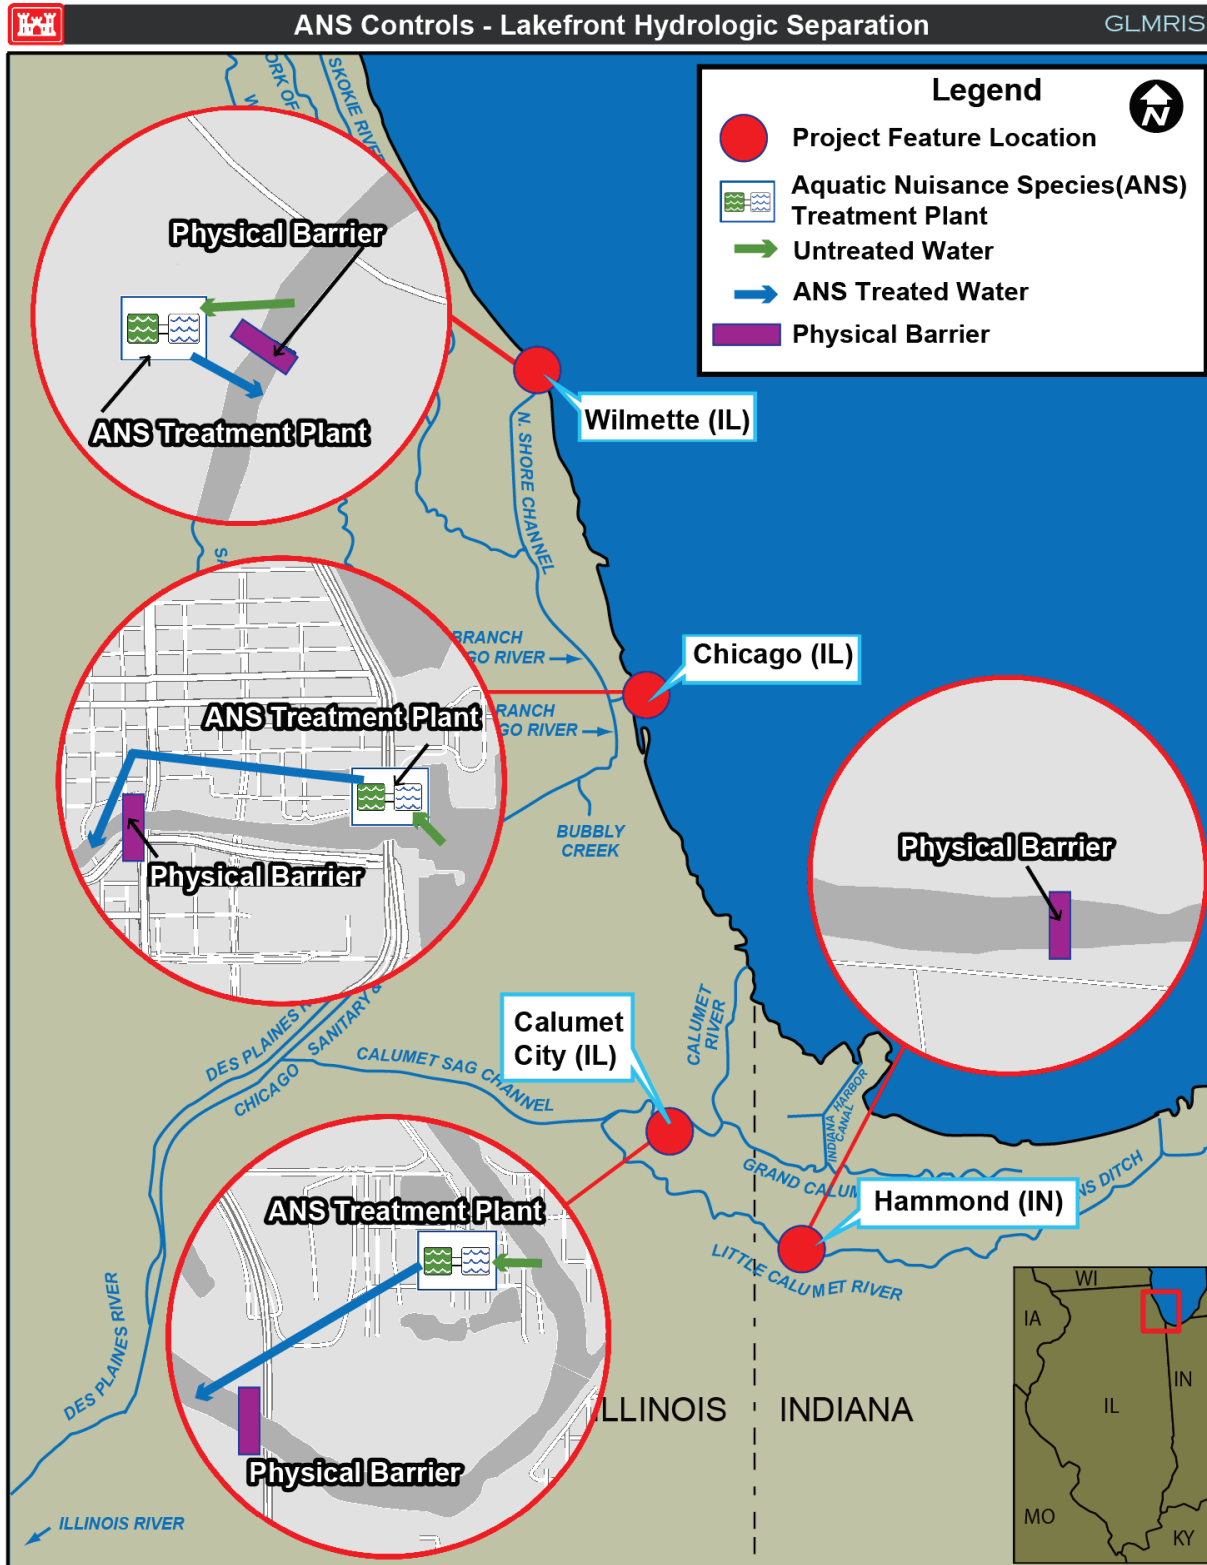 ANS Controls - Lakefront Hydrologic Separation
GLMRIS
Legend
N
Project Feature Location
Aquatic Nuisance Species(ANS)
Treatment Plant
Untreated Water
ANS Treated Water
Physical Barrier
ORK OF
SKOKIE RIVER
Physical Barrier
ANS Treatment Plant
Wilmette (IL)
N. SHORE CHANNEL
BRANCH
GO RIVER
Chicago (IL)
RANCH
GO RIVER
ANS Treatment Plant
Physical Barrier
BUBBLY
CREEK
Physical Barrier
DES PLAINES R
CHICAGO SANITARY &
CALUMET SAG CHANNEL
Calumet
City (IL)
CALUMET
RIVER
INDIANA HARBOR
CANAL
GRAND CALUM
NS DITCH
Hammond (IN)
LITTLE CALUMET RIVER
ANS Treatment Plant
Physical Barrier
DES PLAINES RIVER
ILLINOIS RIVER
ILLINOIS
INDIANA
WI
IA
IL
IN
MO
KY